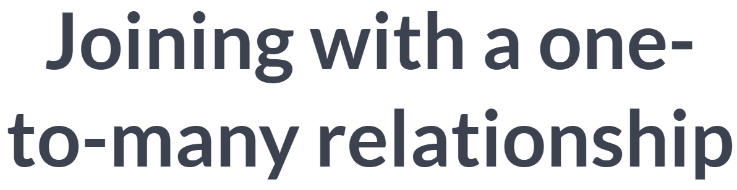 Joining with a one-
to-many relationship